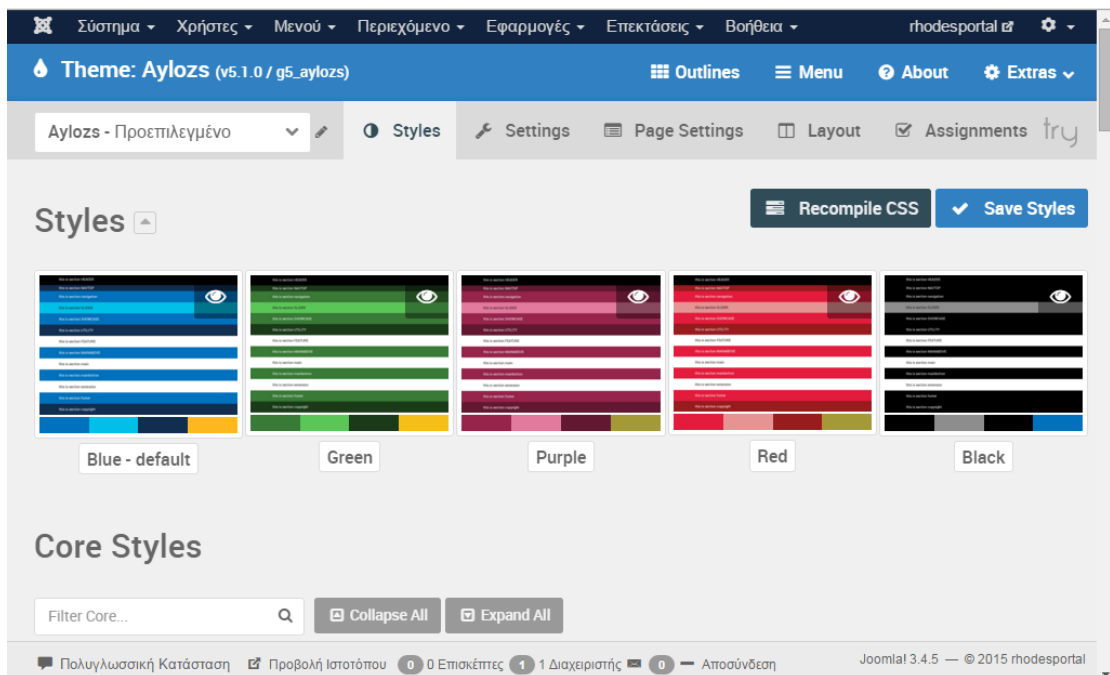 Σύστημα Χρήστες Μενού Περιεχόμενο Εφαρμογές Επεκτάσεις Βοήθεια rhodesportal
Theme: Aylozs (v5.1.0 / g5_aylozs) Outlines Menu About Extras
Aylozs - Προεπιλεγμένο Styles Settings Page Settings Layout Assignments try
Styles Recompile CSS Save Styles
Blue - default Green Purple Red Black
Core Styles
Filter Core... Collapse All Expand All
Πολυγλωσσική Κατάσταση Προβολή Ιστοτόπου 0 0 Επισκέπτες 1 1 Διαχειριστής 0 Αποσύνδεση Joomla! 3.4.5 — © 2015 rhodesportal